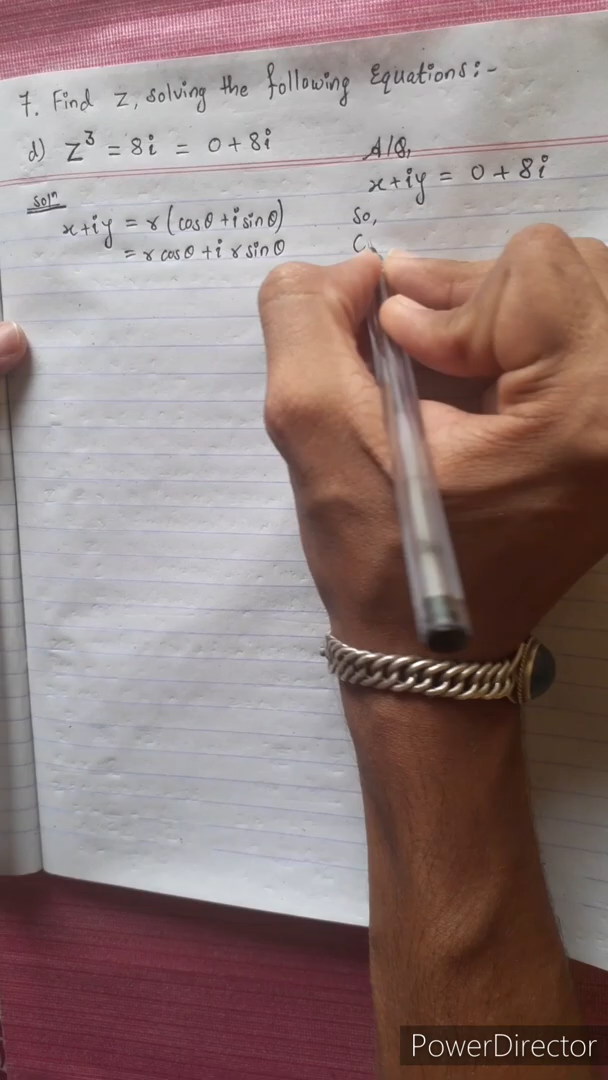 7. Find z, solving the following Equations:-
d) z³ = 8i = 0+8i
Solⁿ
x+iy = r(cosθ+isinθ)
= r cosθ+i r sinθ
A/Q,
x+iy = 0+8i
So,
C
PowerDirector